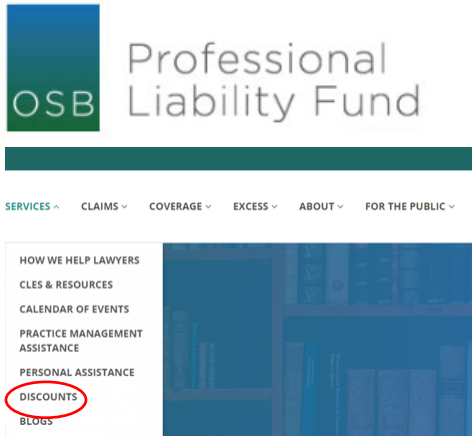 OSB
Professional
Liability Fund
SERVICES CLAIMS COVERAGE EXCESS ABOUT FOR THE PUBLIC
HOW WE HELP LAWYERS
CLES & RESOURCES
CALENDAR OF EVENTS
PRACTICE MANAGEMENT
ASSISTANCE
PERSONAL ASSISTANCE
DISCOUNTS
BLOGS